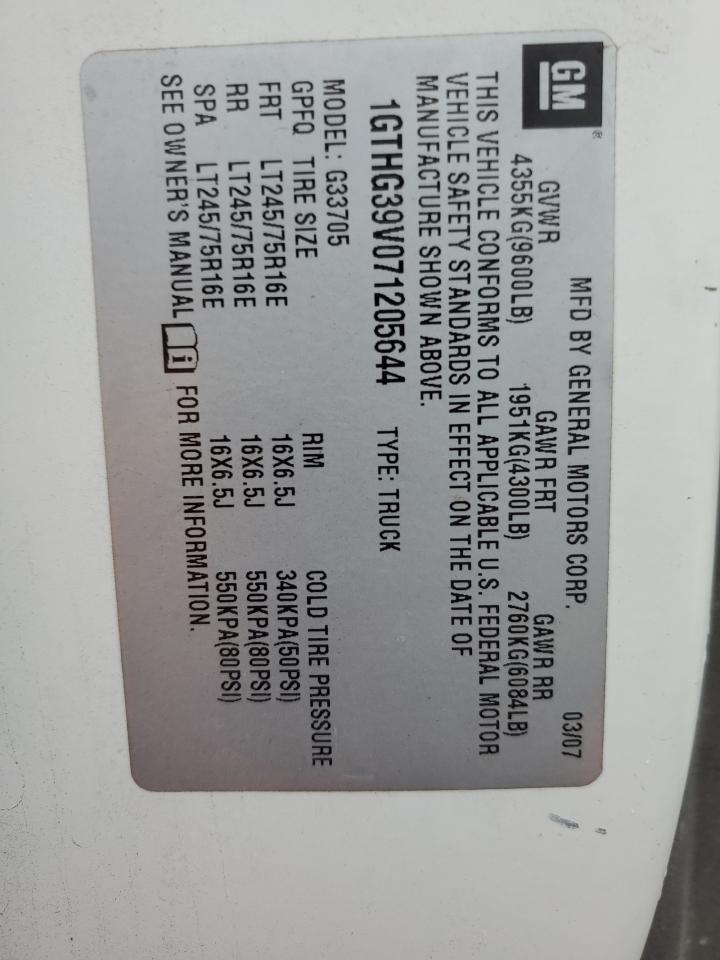 GM ®
MFD BY GENERAL MOTORS CORP. 03/07
GVWR GAWR FRT GAWR RR
4355KG(9600LB) 1951KG(4300LB) 2760KG(6084LB)
THIS VEHICLE CONFORMS TO ALL APPLICABLE U.S. FEDERAL MOTOR
VEHICLE SAFETY STANDARDS IN EFFECT ON THE DATE OF
MANUFACTURE SHOWN ABOVE.
1GTHG39V071205644 TYPE: TRUCK
MODEL: G33705
GPFQ TIRE SIZE RIM COLD TIRE PRESSURE
FRT LT245/75R16E 16X6.5J 340KPA(50PSI)
RR LT245/75R16E 16X6.5J 550KPA(80PSI)
SPA LT245/75R16E 16X6.5J 550KPA(80PSI)
SEE OWNER'S MANUAL i FOR MORE INFORMATION.